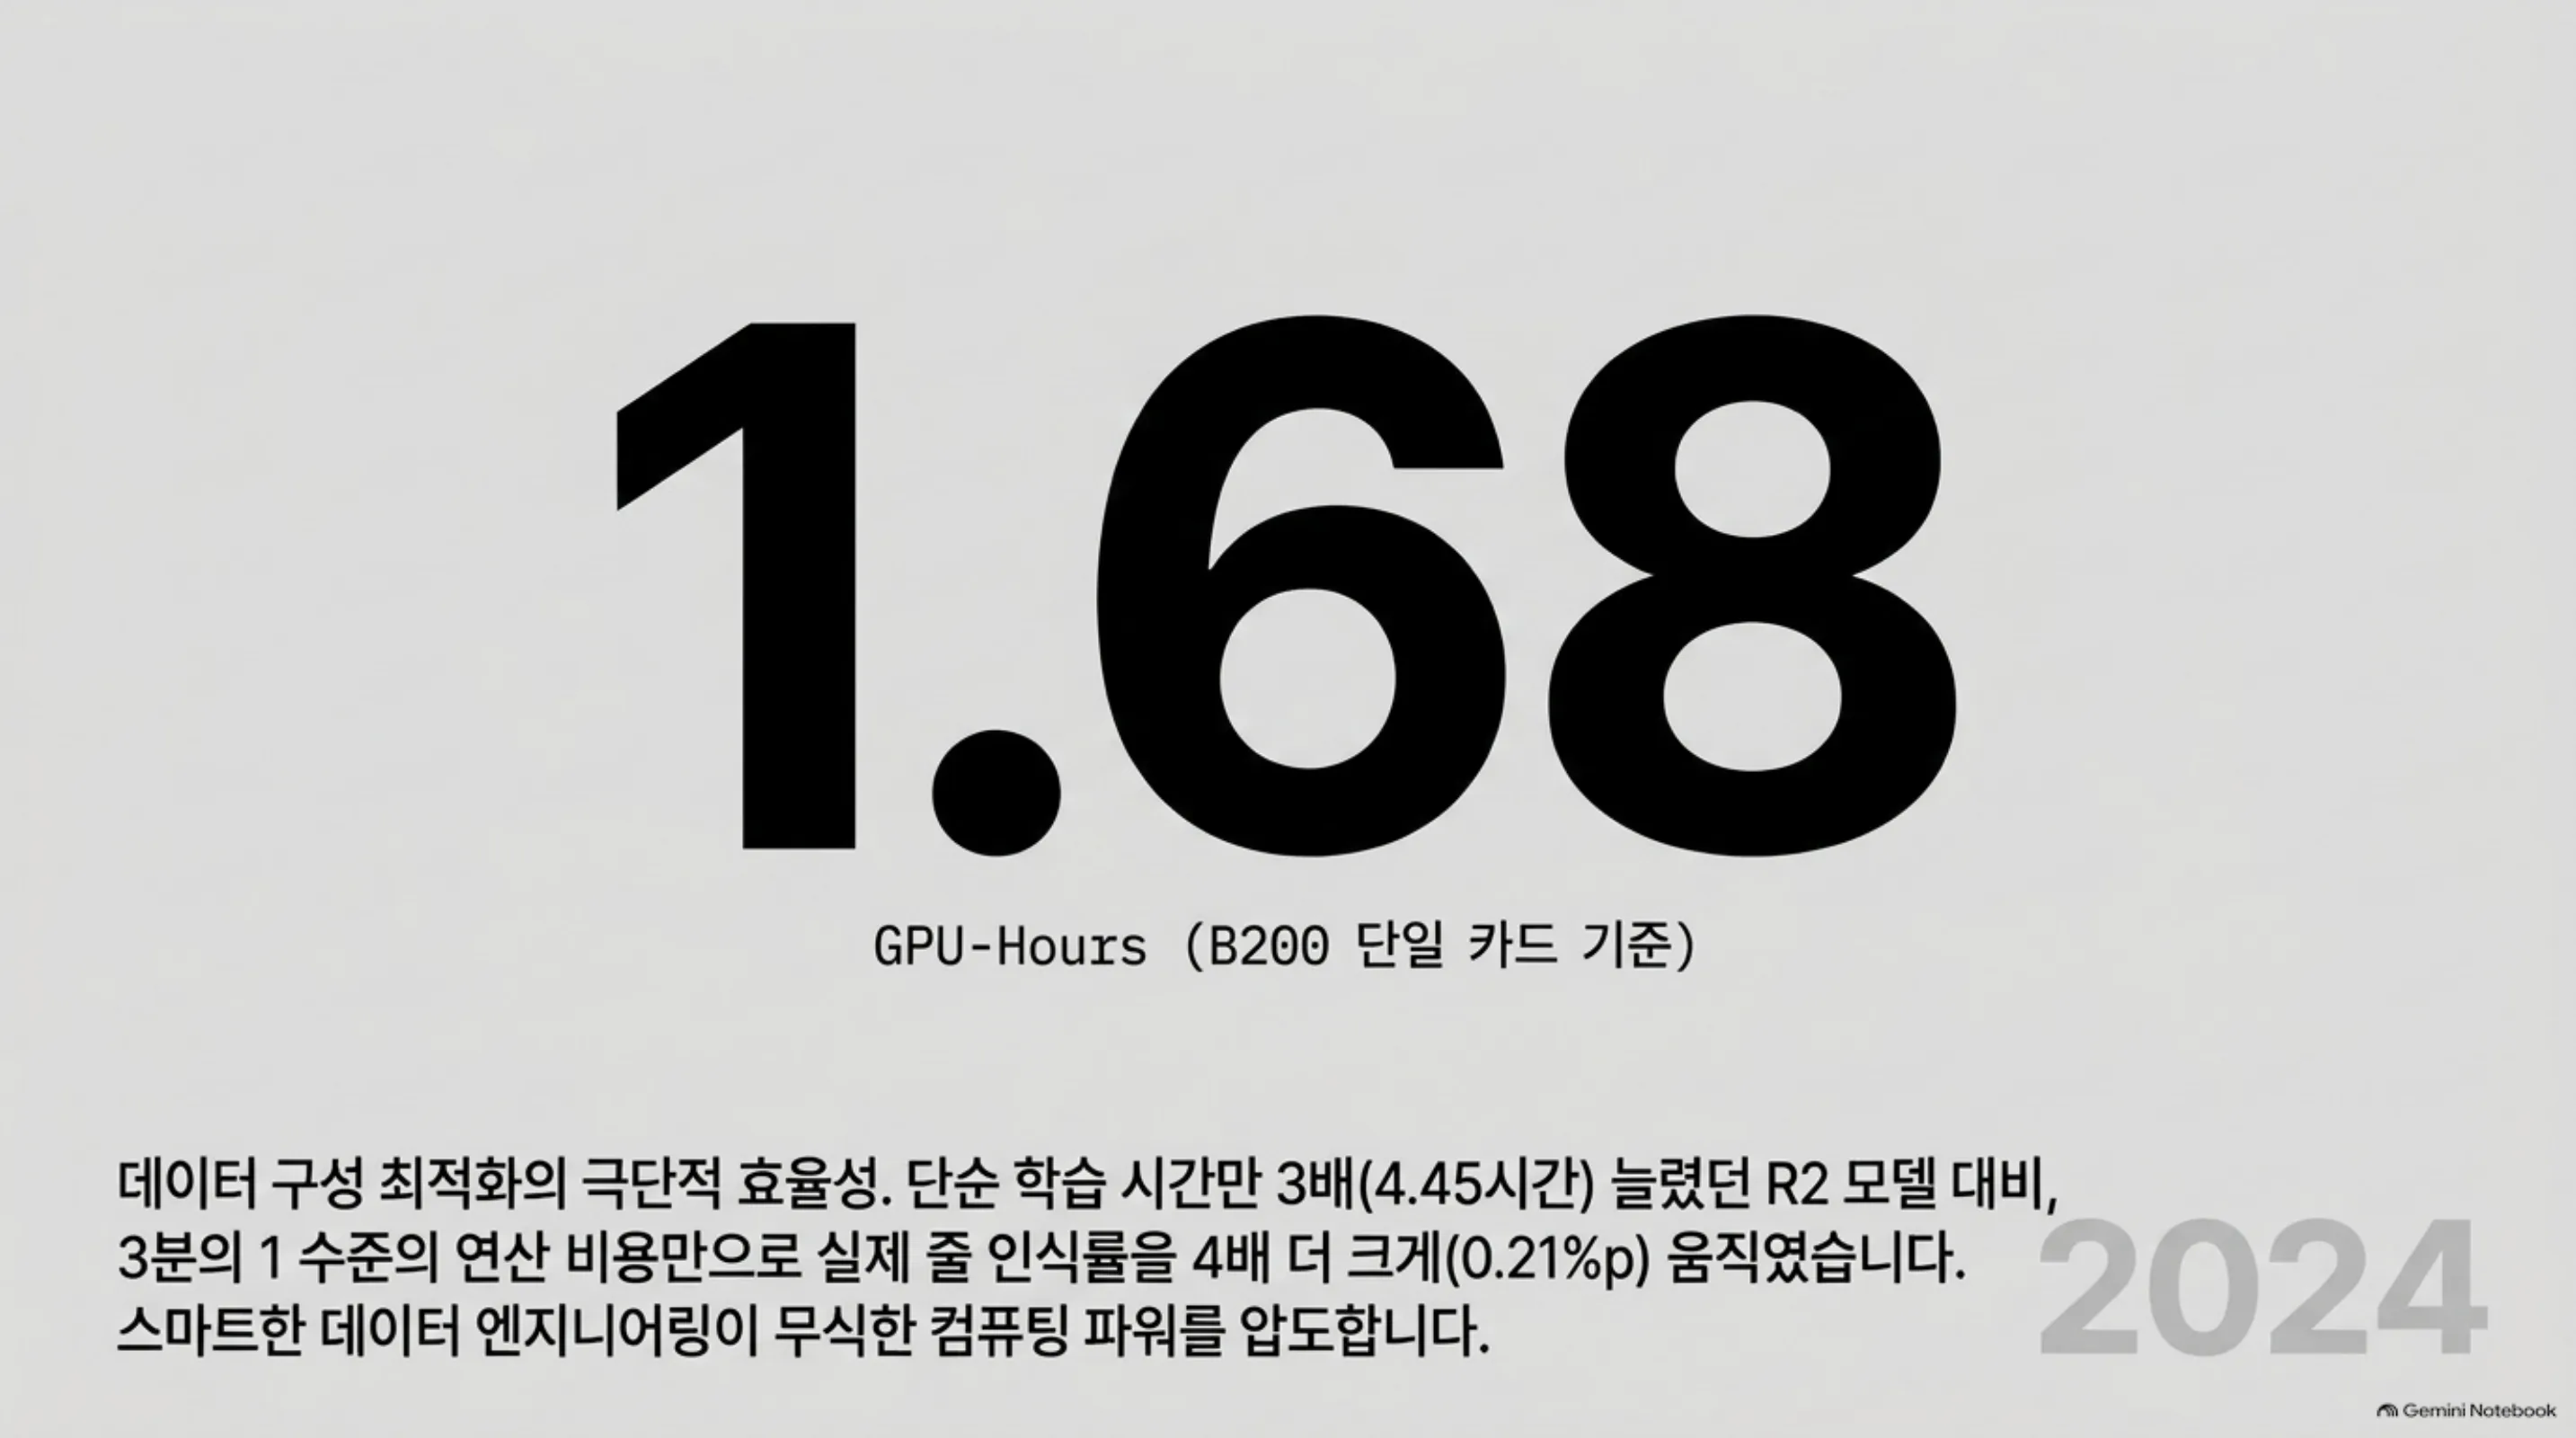 1.68
GPU-Hours (B200 단일 카드 기준)
데이터 구성 최적화의 극단적 효율성. 단순 학습 시간만 3배(4.45시간) 늘렸던 R2 모델 대비,
3분의 1 수준의 연산 비용만으로 실제 줄 인식률을 4배 더 크게(0.21%p) 움직였습니다.
스마트한 데이터 엔지니어링이 무식한 컴퓨팅 파워를 압도합니다.
2024
Gemini Notebook